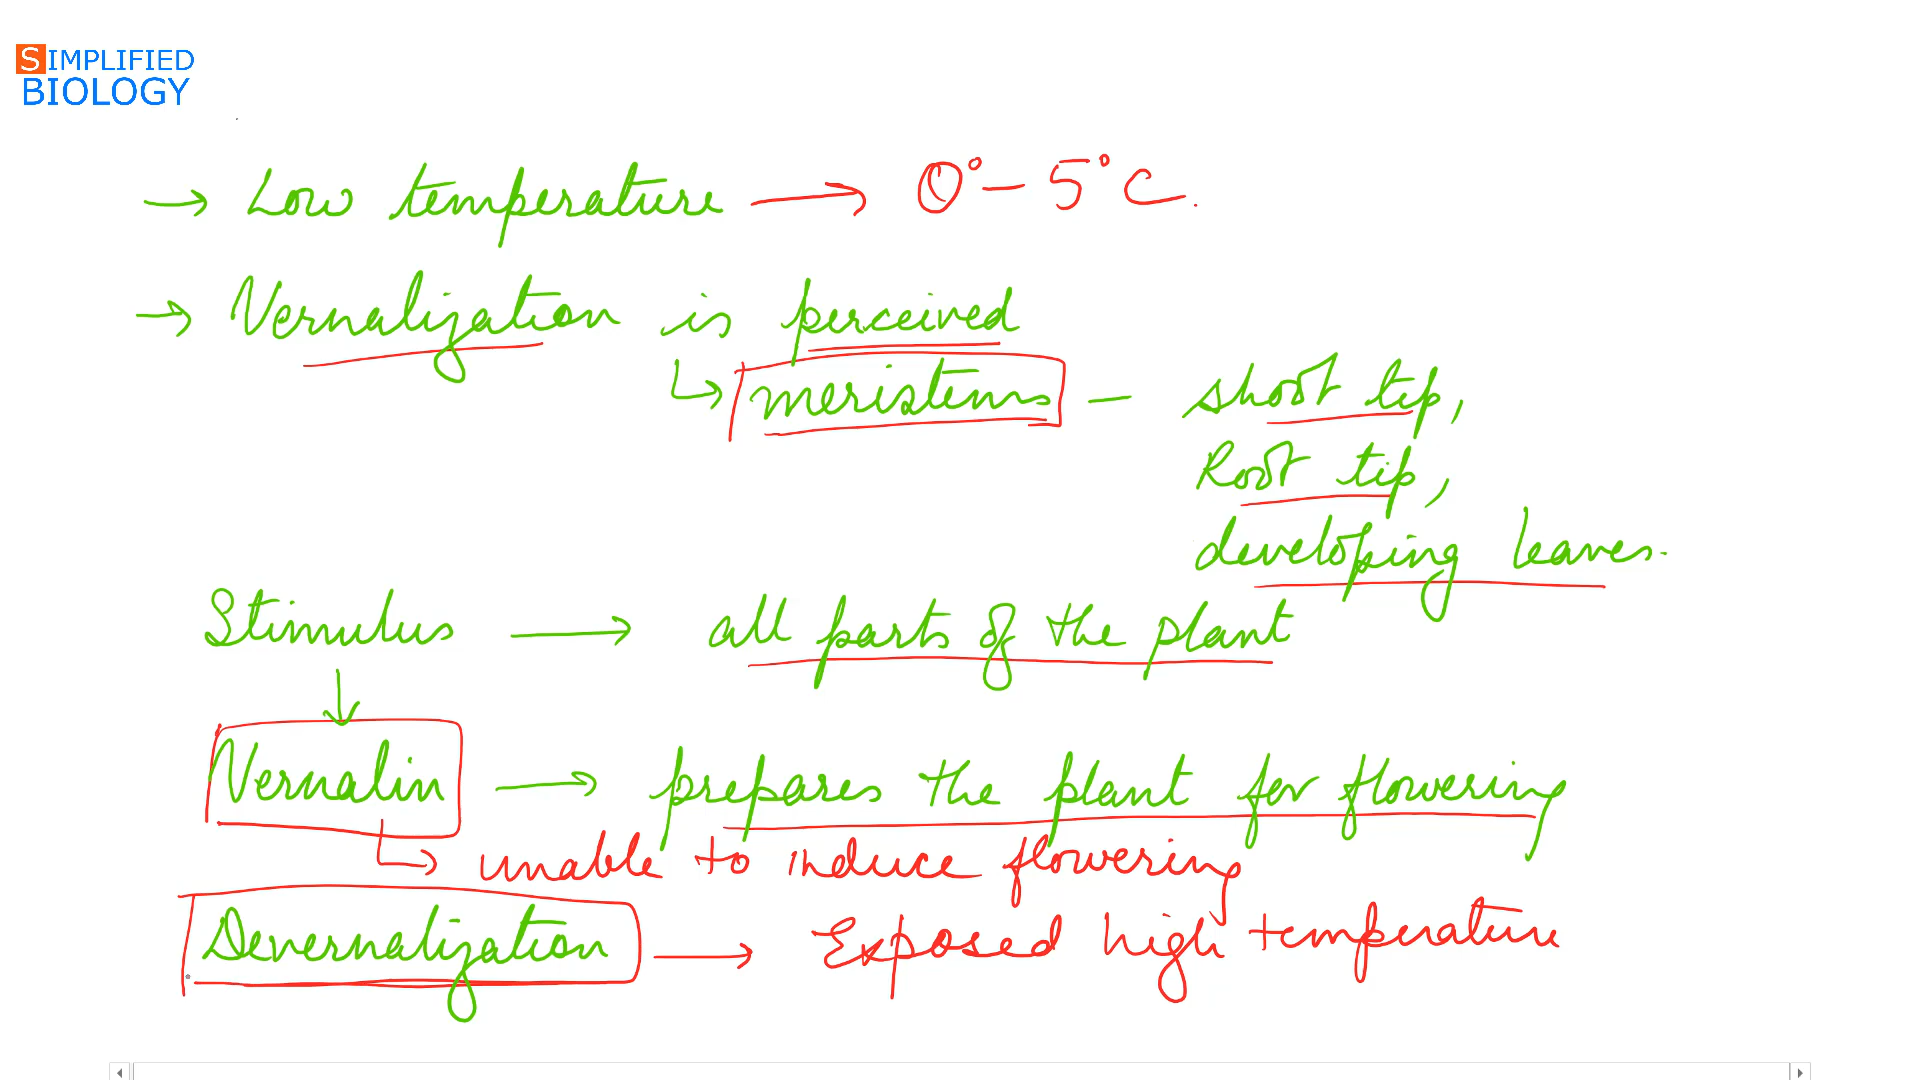 SIMPLIFIED
BIOLOGY
→ Low temperature → 0° – 5°C.
→ Vernalization is perceived
↳ meristems – shoot tip,
Root tip,
developing leaves.
Stimulus → all parts of the plant
↓
Vernalin → prepares the plant for flowering
↳ unable to induce flowering
Devernalization → Exposed high temperature